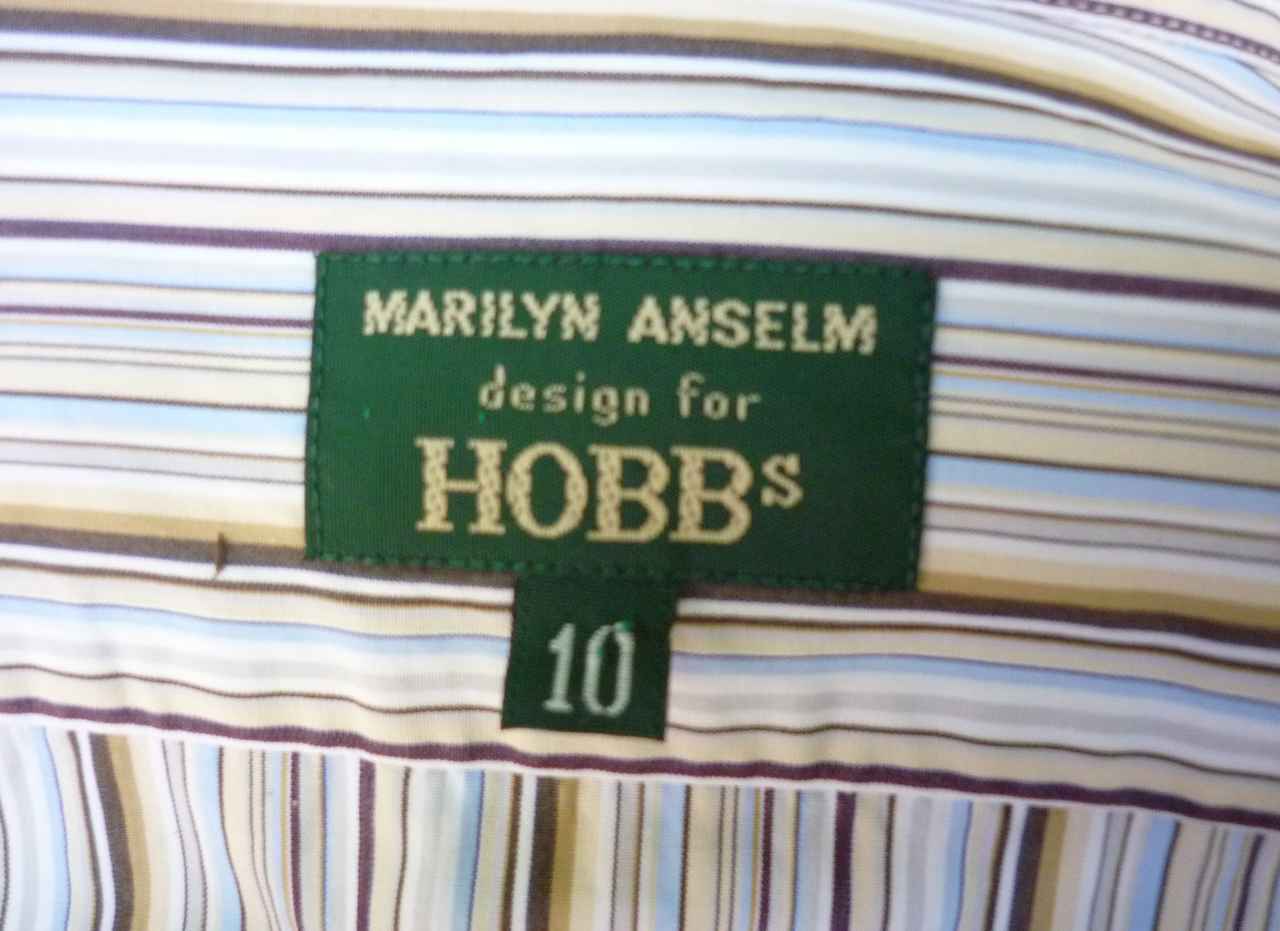 MARILYN ANSELM
design for
HOBBS
10